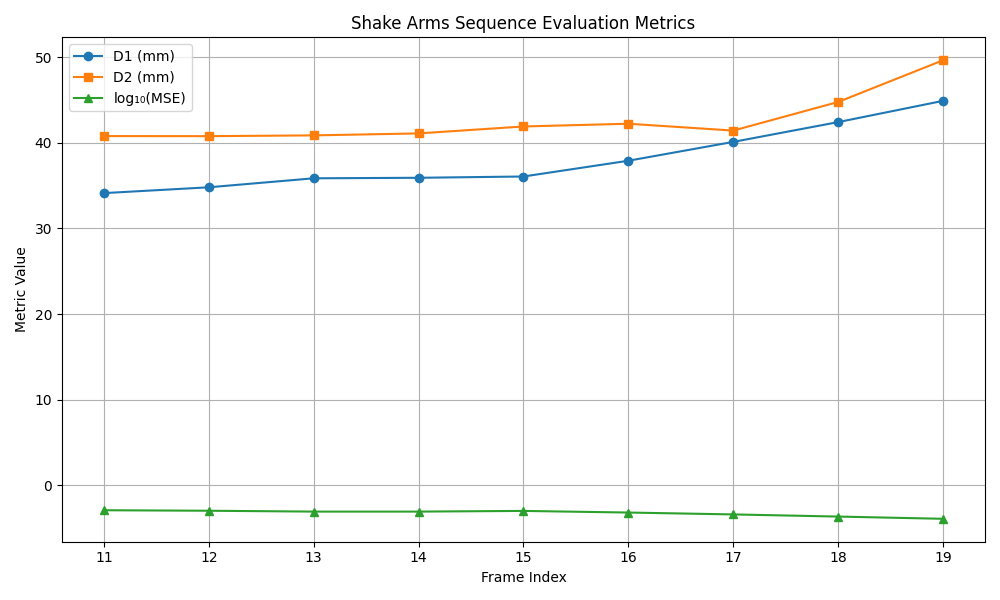 Shake Arms Sequence Evaluation Metrics
D1 (mm)
D2 (mm)
log₁₀(MSE)
Metric Value
50
40
30
20
10
0
11 12 13 14 15 16 17 18 19
Frame Index